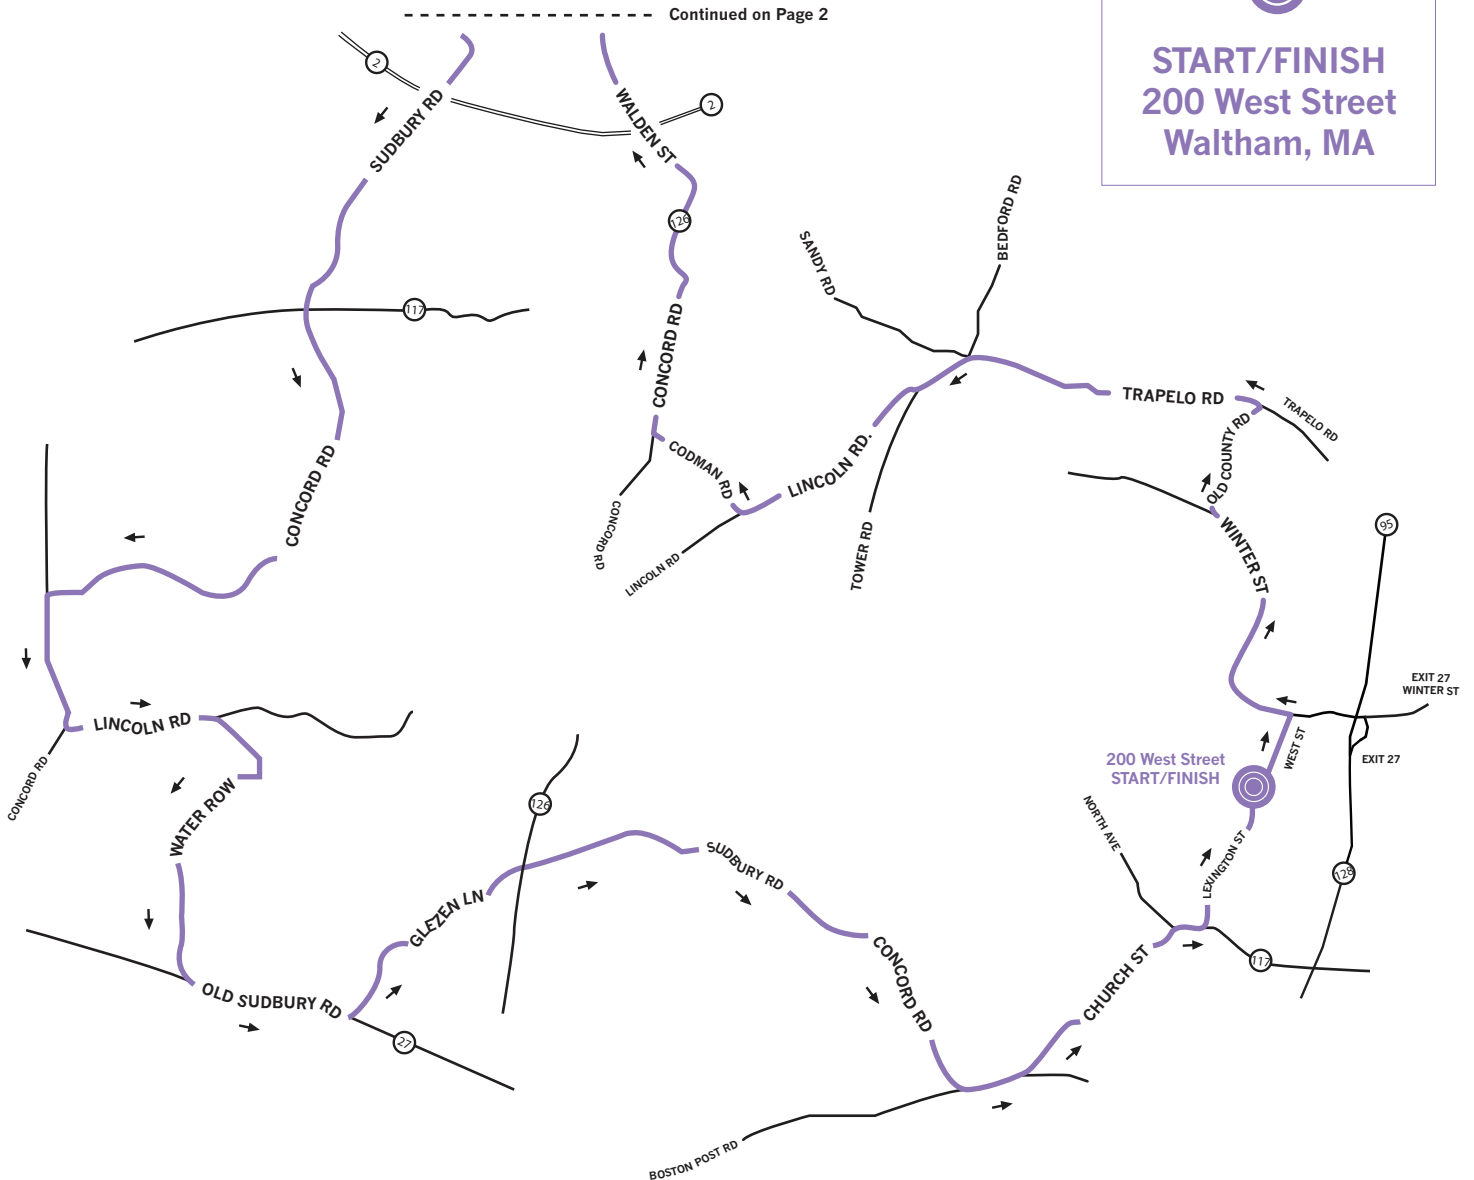 Continued on Page 2
START/FINISH
200 West Street
Waltham, MA
2
2
SUDBURY RD
WALDEN ST
126
117
CONCORD RD
SANDY RD
BEDFORD RD
TRAPELO RD
TRAPELO RD
OLD COUNTY RD
CODMAN RD
LINCOLN RD.
CONCORD RD
LINCOLN RD
TOWER RD
WINTER ST
95
CONCORD RD
EXIT 27
WINTER ST
WEST ST
EXIT 27
200 West Street
START/FINISH
LINCOLN RD
CONCORD RD
WATER ROW
126
NORTH AVE
LEXINGTON ST
128
SUDBURY RD
GLEZEN LN
CONCORD RD
CHURCH ST
117
OLD SUDBURY RD
27
BOSTON POST RD